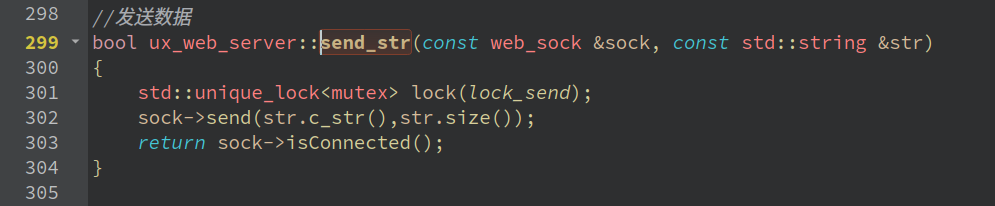 298 //发送数据
299 bool ux_web_server::send_str(const web_sock &sock, const std::string &str)
300 {
301     std::unique_lock<mutex> lock(lock_send);
302     sock->send(str.c_str(),str.size());
303     return sock->isConnected();
304 }
305